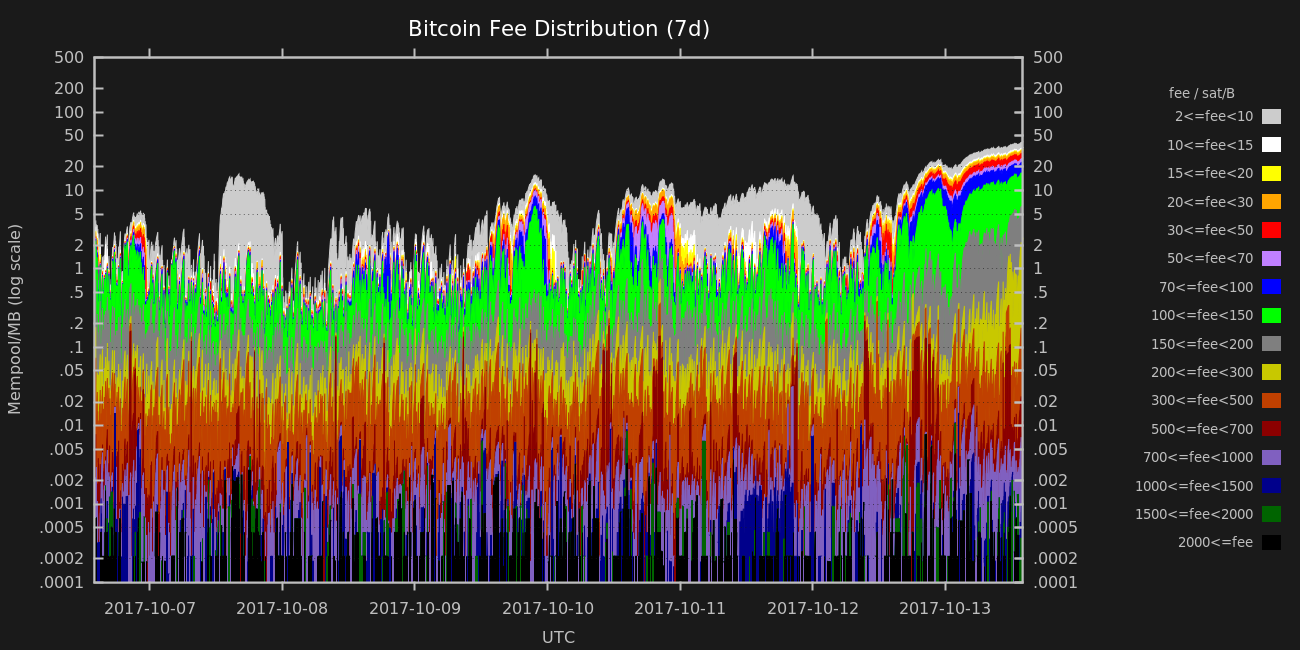 Bitcoin Fee Distribution (7d)
Mempool/MB (log scale)
500
200
100
50
20
10
5
2
1
.5
.2
.1
.05
.02
.01
.005
.002
.001
.0005
.0002
.0001
500
200
100
50
20
10
5
2
1
.5
.2
.1
.05
.02
.01
.005
.002
.001
.0005
.0002
.0001
2017-10-07 2017-10-08 2017-10-09 2017-10-10 2017-10-11 2017-10-12 2017-10-13
UTC
fee / sat/B
2<=fee<10
10<=fee<15
15<=fee<20
20<=fee<30
30<=fee<50
50<=fee<70
70<=fee<100
100<=fee<150
150<=fee<200
200<=fee<300
300<=fee<500
500<=fee<700
700<=fee<1000
1000<=fee<1500
1500<=fee<2000
2000<=fee